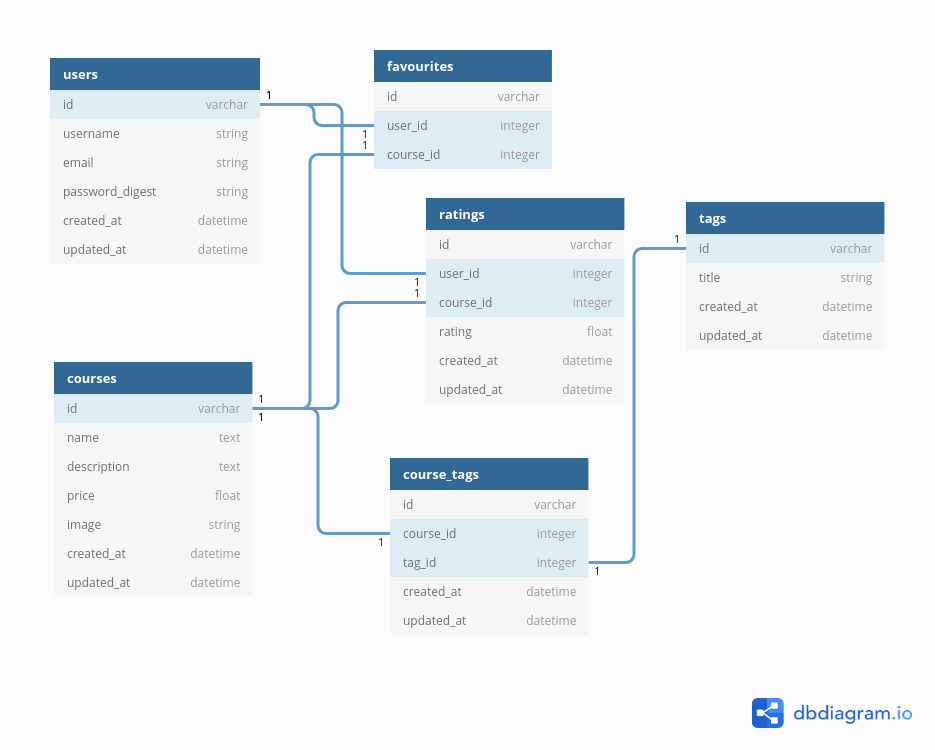 users
id varchar
username string
email string
password_digest string
created_at datetime
updated_at datetime
1
favourites
id varchar
user_id integer
course_id integer
1
1
ratings
id varchar
user_id integer
course_id integer
rating float
created_at datetime
updated_at datetime
1
1
tags
id varchar
title string
created_at datetime
updated_at datetime
1
courses
id varchar
name text
description text
price float
image string
created_at datetime
updated_at datetime
1
1
course_tags
id varchar
course_id integer
tag_id integer
created_at datetime
updated_at datetime
1
1
dbdiagram.io